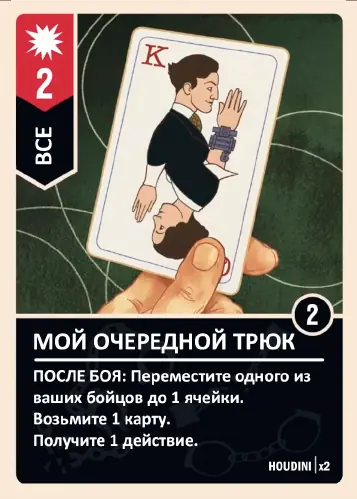 2
ВСЕ
K
2
МОЙ ОЧЕРЕДНОЙ ТРЮК
ПОСЛЕ БОЯ: Переместите одного из
ваших бойцов до 1 ячейки.
Возьмите 1 карту.
Получите 1 действие.
HOUDINI | x2